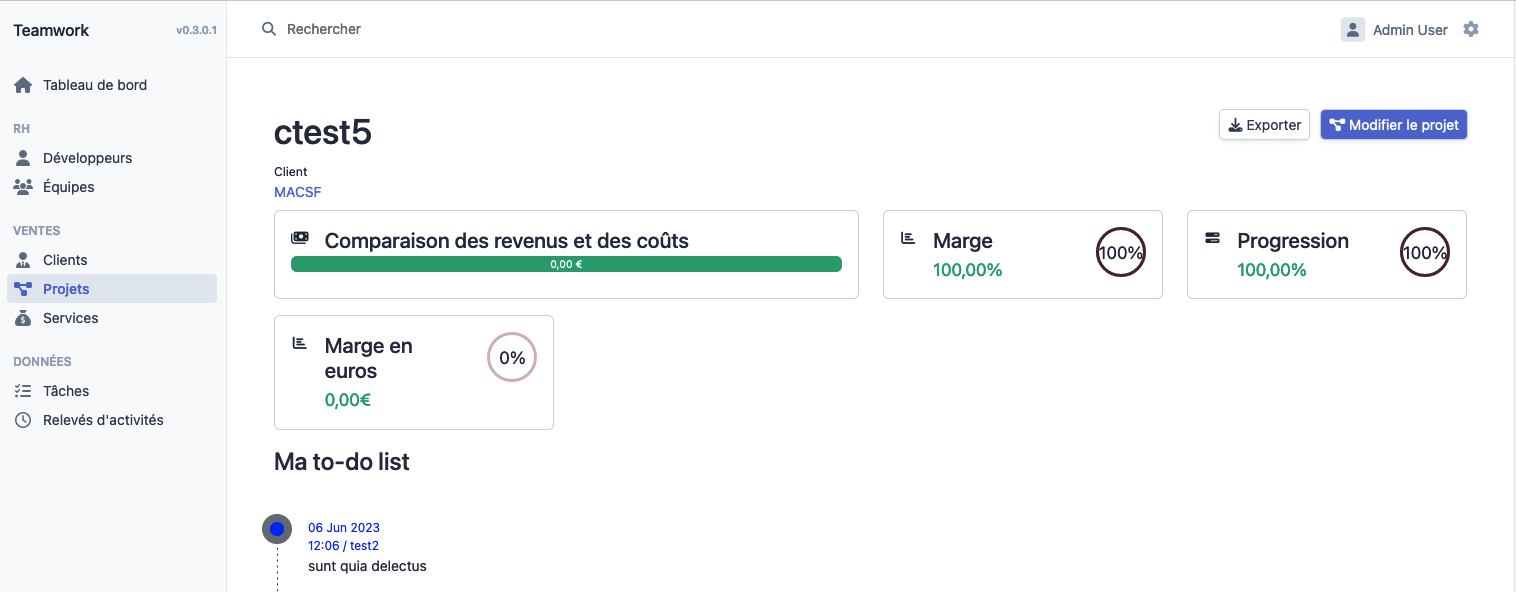 Teamwork
v0.3.0.1
Tableau de bord
RH
Développeurs
Équipes
VENTES
Clients
Projets
Services
DONNÉES
Tâches
Relevés d'activités
Rechercher
Admin User
ctest5
Exporter
Modifier le projet
Client
MACSF
Comparaison des revenus et des coûts
0,00 €
Marge
100,00%
100%
Progression
100,00%
100%
Marge en
euros
0,00€
0%
Ma to-do list
06 Jun 2023
12:06 / test2
sunt quia delectus